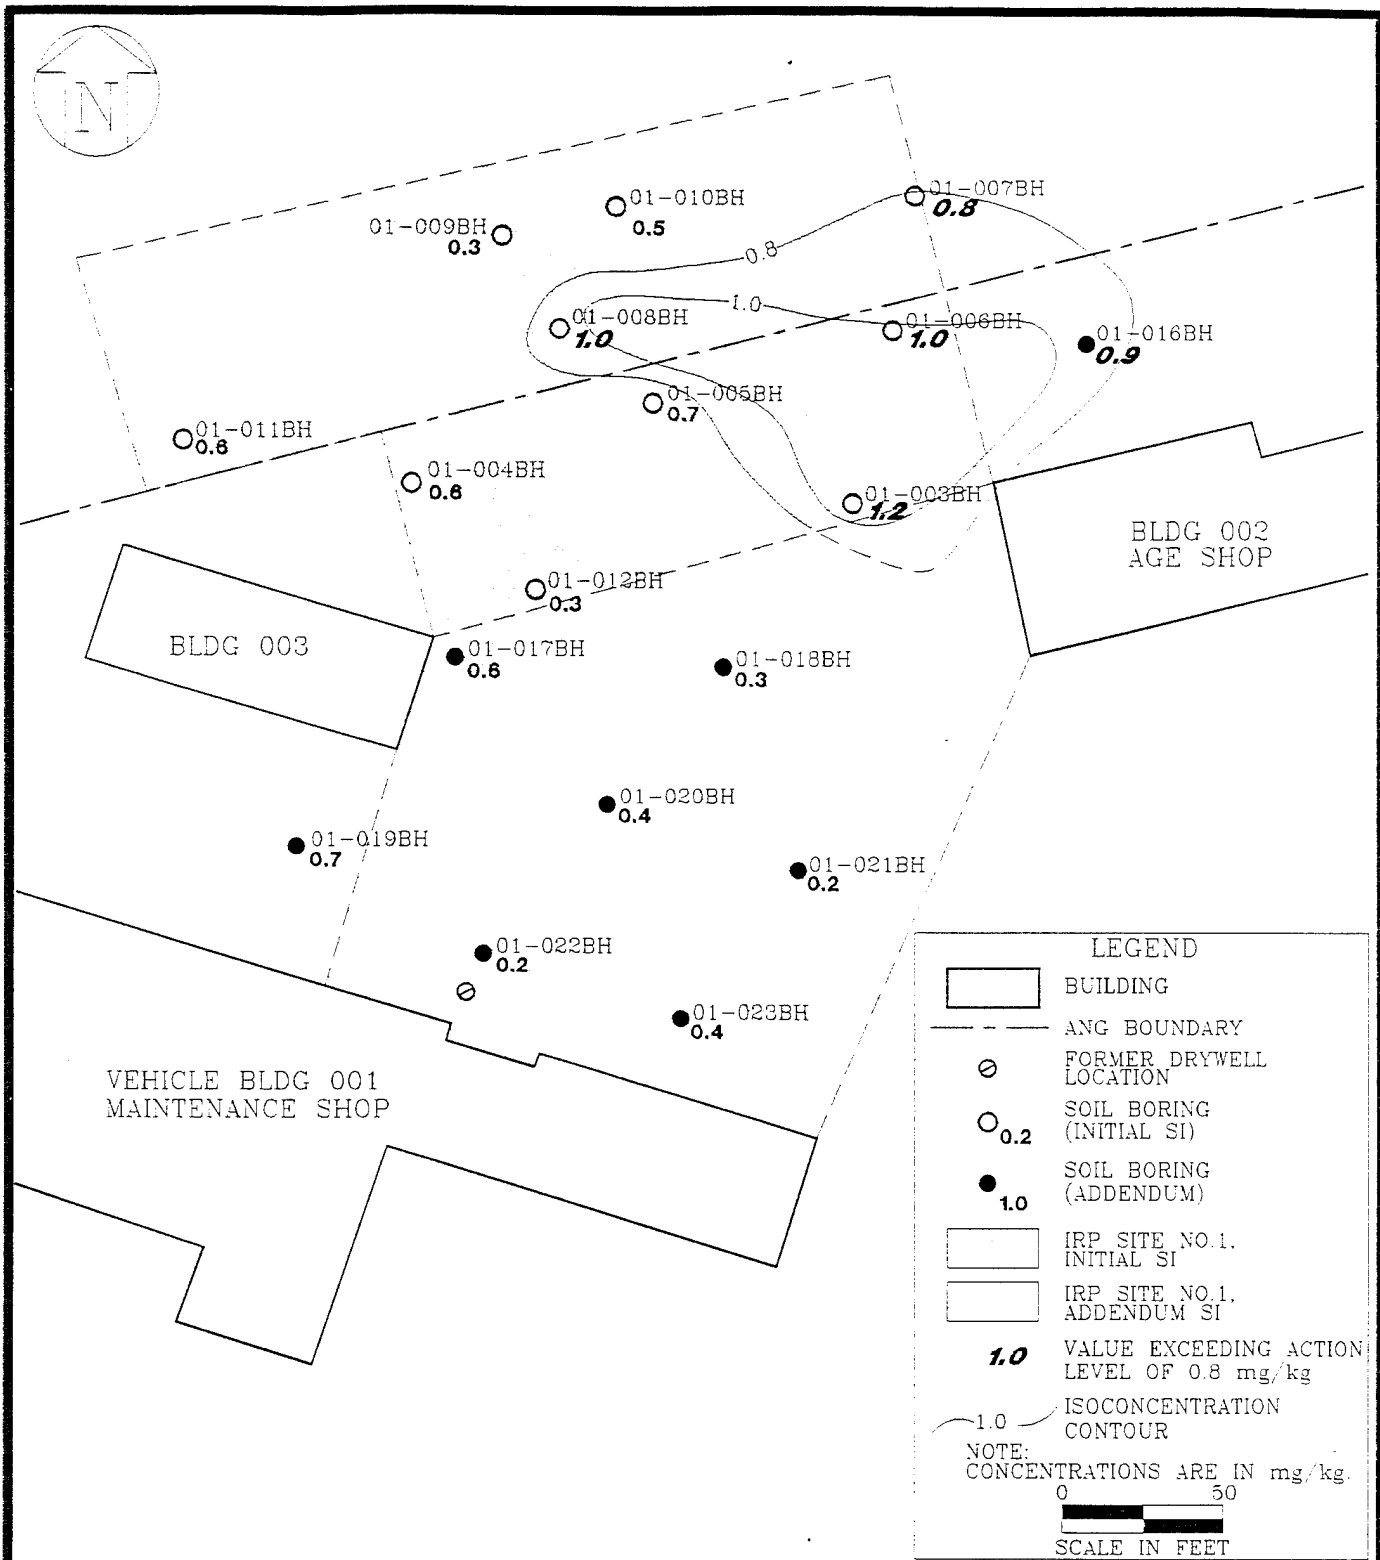 N
01-007BH
0.8
01-010BH
0.5
01-009BH
0.3
0.8
1.0
01-008BH
1.0
01-006BH
1.0
01-016BH
0.9
01-005BH
0.7
01-011BH
0.6
01-004BH
0.6
01-003BH
1.2
BLDG 002
AGE SHOP
01-012BH
0.3
BLDG 003
01-017BH
0.6
01-018BH
0.3
01-020BH
0.4
01-019BH
0.7
01-021BH
0.2
01-022BH
0.2
01-023BH
0.4
VEHICLE BLDG 001
MAINTENANCE SHOP
LEGEND
BUILDING
ANG BOUNDARY
FORMER DRYWELL
LOCATION
SOIL BORING
(INITIAL SI)
0.2
SOIL BORING
(ADDENDUM)
1.0
IRP SITE NO.1,
INITIAL SI
IRP SITE NO.1,
ADDENDUM SI
1.0
VALUE EXCEEDING ACTION
LEVEL OF 0.8 mg/kg
1.0
ISOCONCENTRATION
CONTOUR
NOTE:
CONCENTRATIONS ARE IN mg/kg.
0 50
SCALE IN FEET